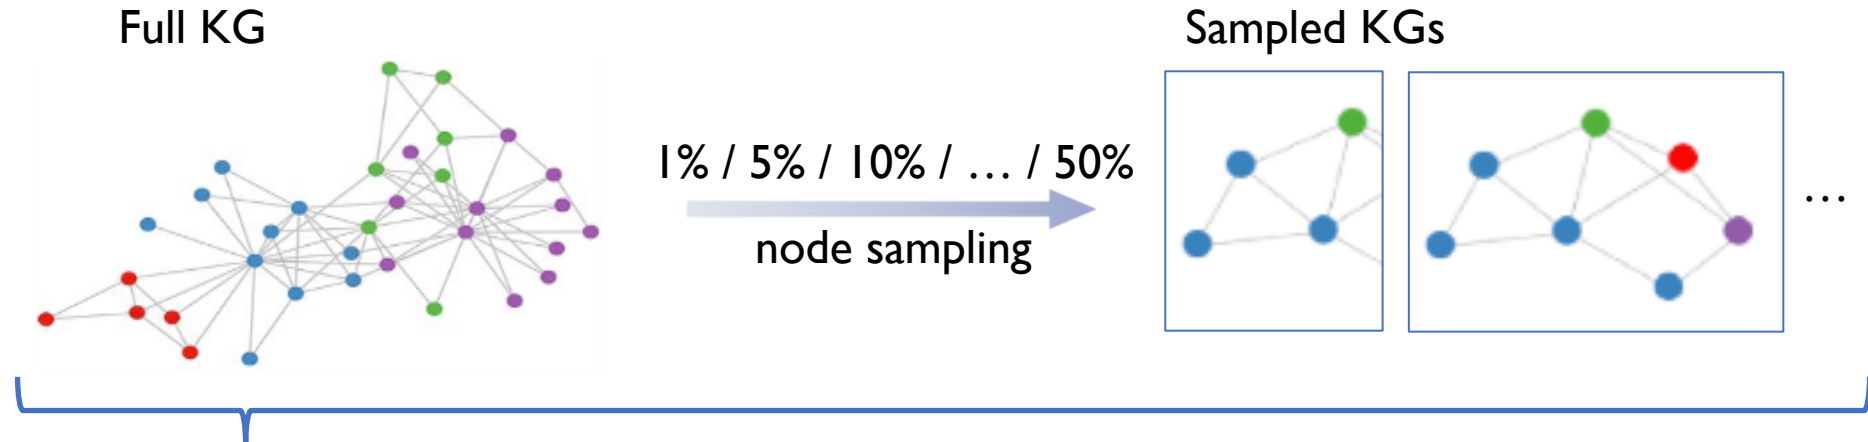 Full KG
Sampled KGs
1% / 5% / 10% / … / 50%
node sampling
…